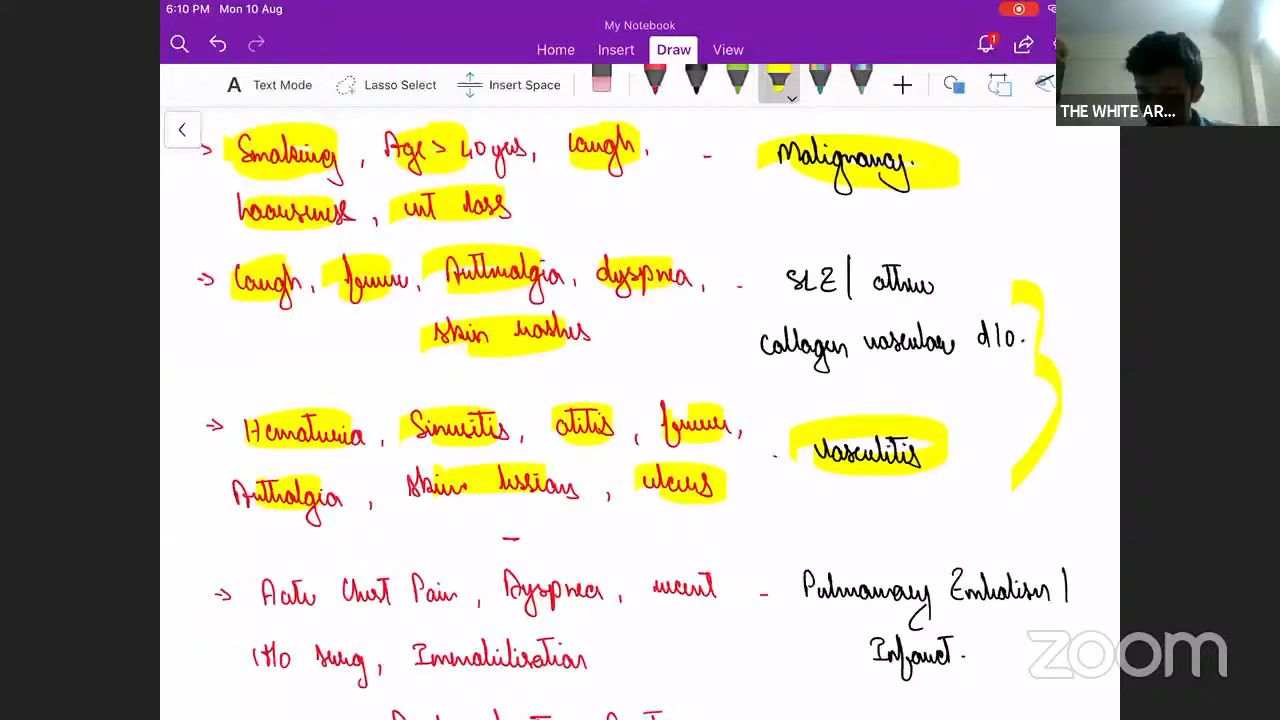 6:10 PM Mon 10 Aug
My Notebook
Home Insert Draw View
1
A Text Mode Lasso Select Insert Space
THE WHITE AR...
→ Smoking, Age > 40 yrs, Cough, - Malignancy.
hoarseness, wt loss
→ Cough, fever, Arthralgia, dyspnea, - SLE / other
skin rashes collagen vascular d/o.
→ Hematuria, Sinusitis, otitis, fever, - vasculitis
Arthalgia, skin lesions, ulcers
→ Acute Chest Pain, Dyspnea, recent - Pulmonary Embolism /
H/o surg, Immobilisation Infarct.
zoom